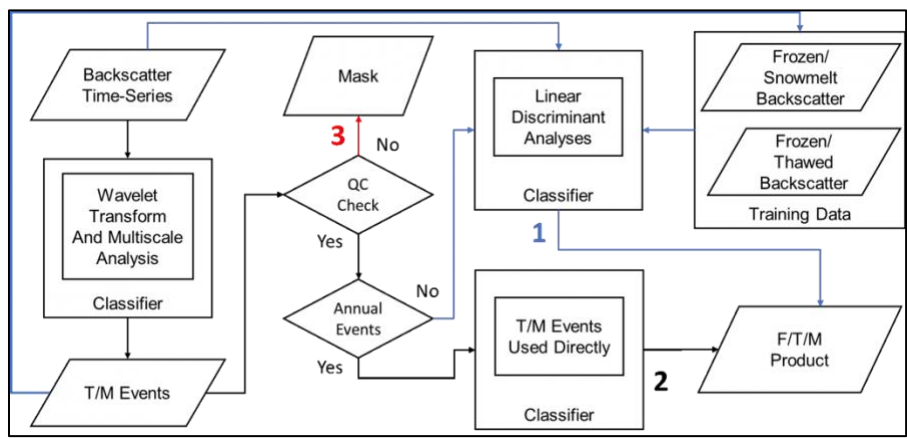 Backscatter
Time-Series
Wavelet
Transform
And Multiscale
Analysis
Classifier
T/M Events
Mask
3
No
QC
Check
Yes
Annual
Events
No
Yes
Linear
Discriminant
Analyses
Classifier
1
T/M Events
Used Directly
Classifier
2
Frozen/
Snowmelt
Backscatter
Frozen/
Thawed
Backscatter
Training Data
F/T/M
Product